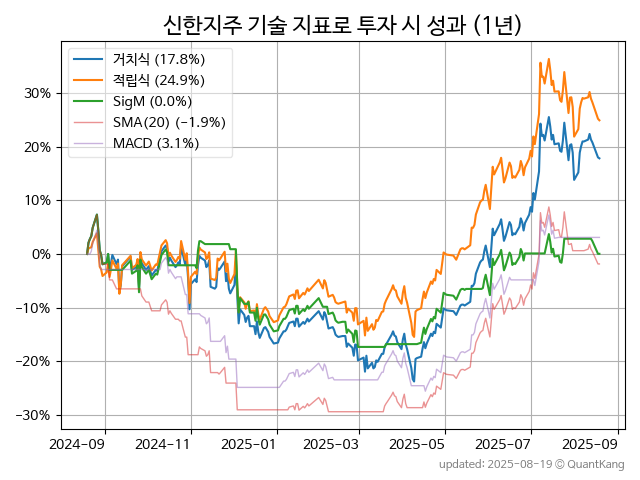 신한지주 기술 지표로 투자 시 성과 (1년)
거치식 (17.8%)
적립식 (24.9%)
SigM (0.0%)
SMA(20) (-1.9%)
MACD (3.1%)
30%
20%
10%
0%
-10%
-20%
-30%
2024-09 2024-11 2025-01 2025-03 2025-05 2025-07 2025-09
updated: 2025-08-19 © QuantKang